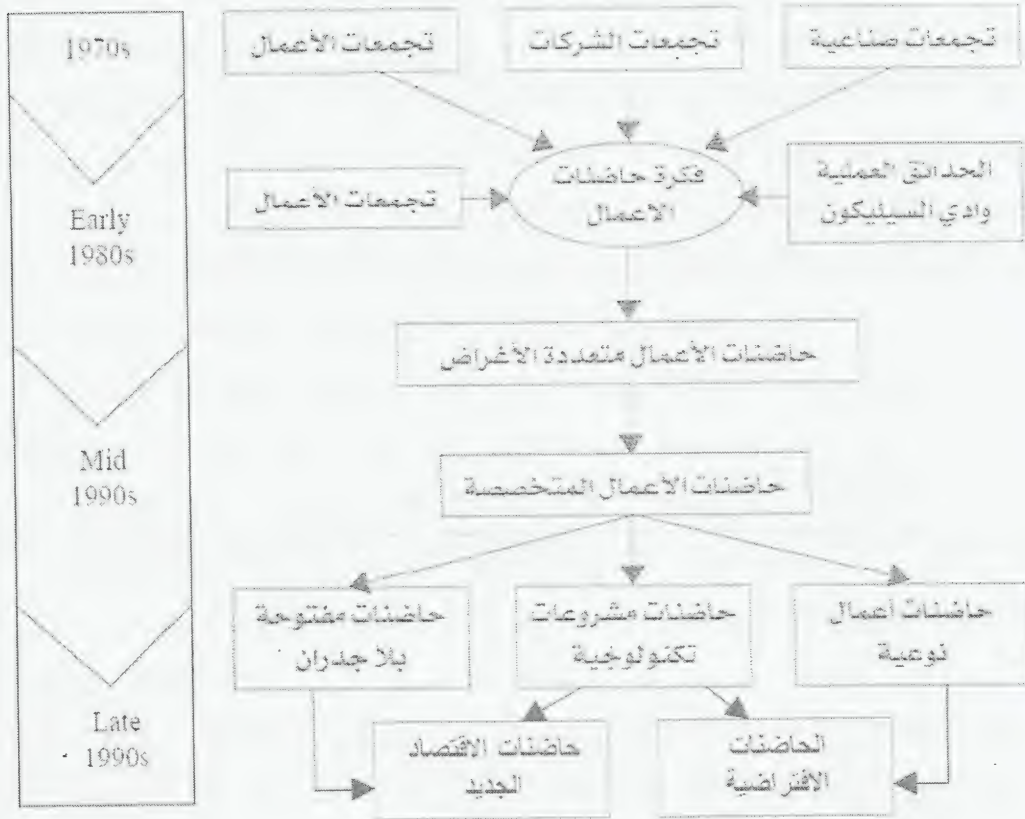 1970s
Early
1980s
Mid
1990s
Late
1990s
تجمعات صناعية
تجمعات الشركات
تجمعات الأعمال
الحدائق العملية
وادي السيليكون
فكرة حاضنات
الاعمال
تجمعات الأعمال
حاضنات الأعمال متعددة الأغراض
حاضنات الأعمال المتخصصة
حاضنات أعمال
نوعية
حاضنات مشروعات
تكنولوجية
حاضنات مفتوحة
بلا جدران
الحاضنات
الافتراضية
حاضنات الاقتصاد
الجديد